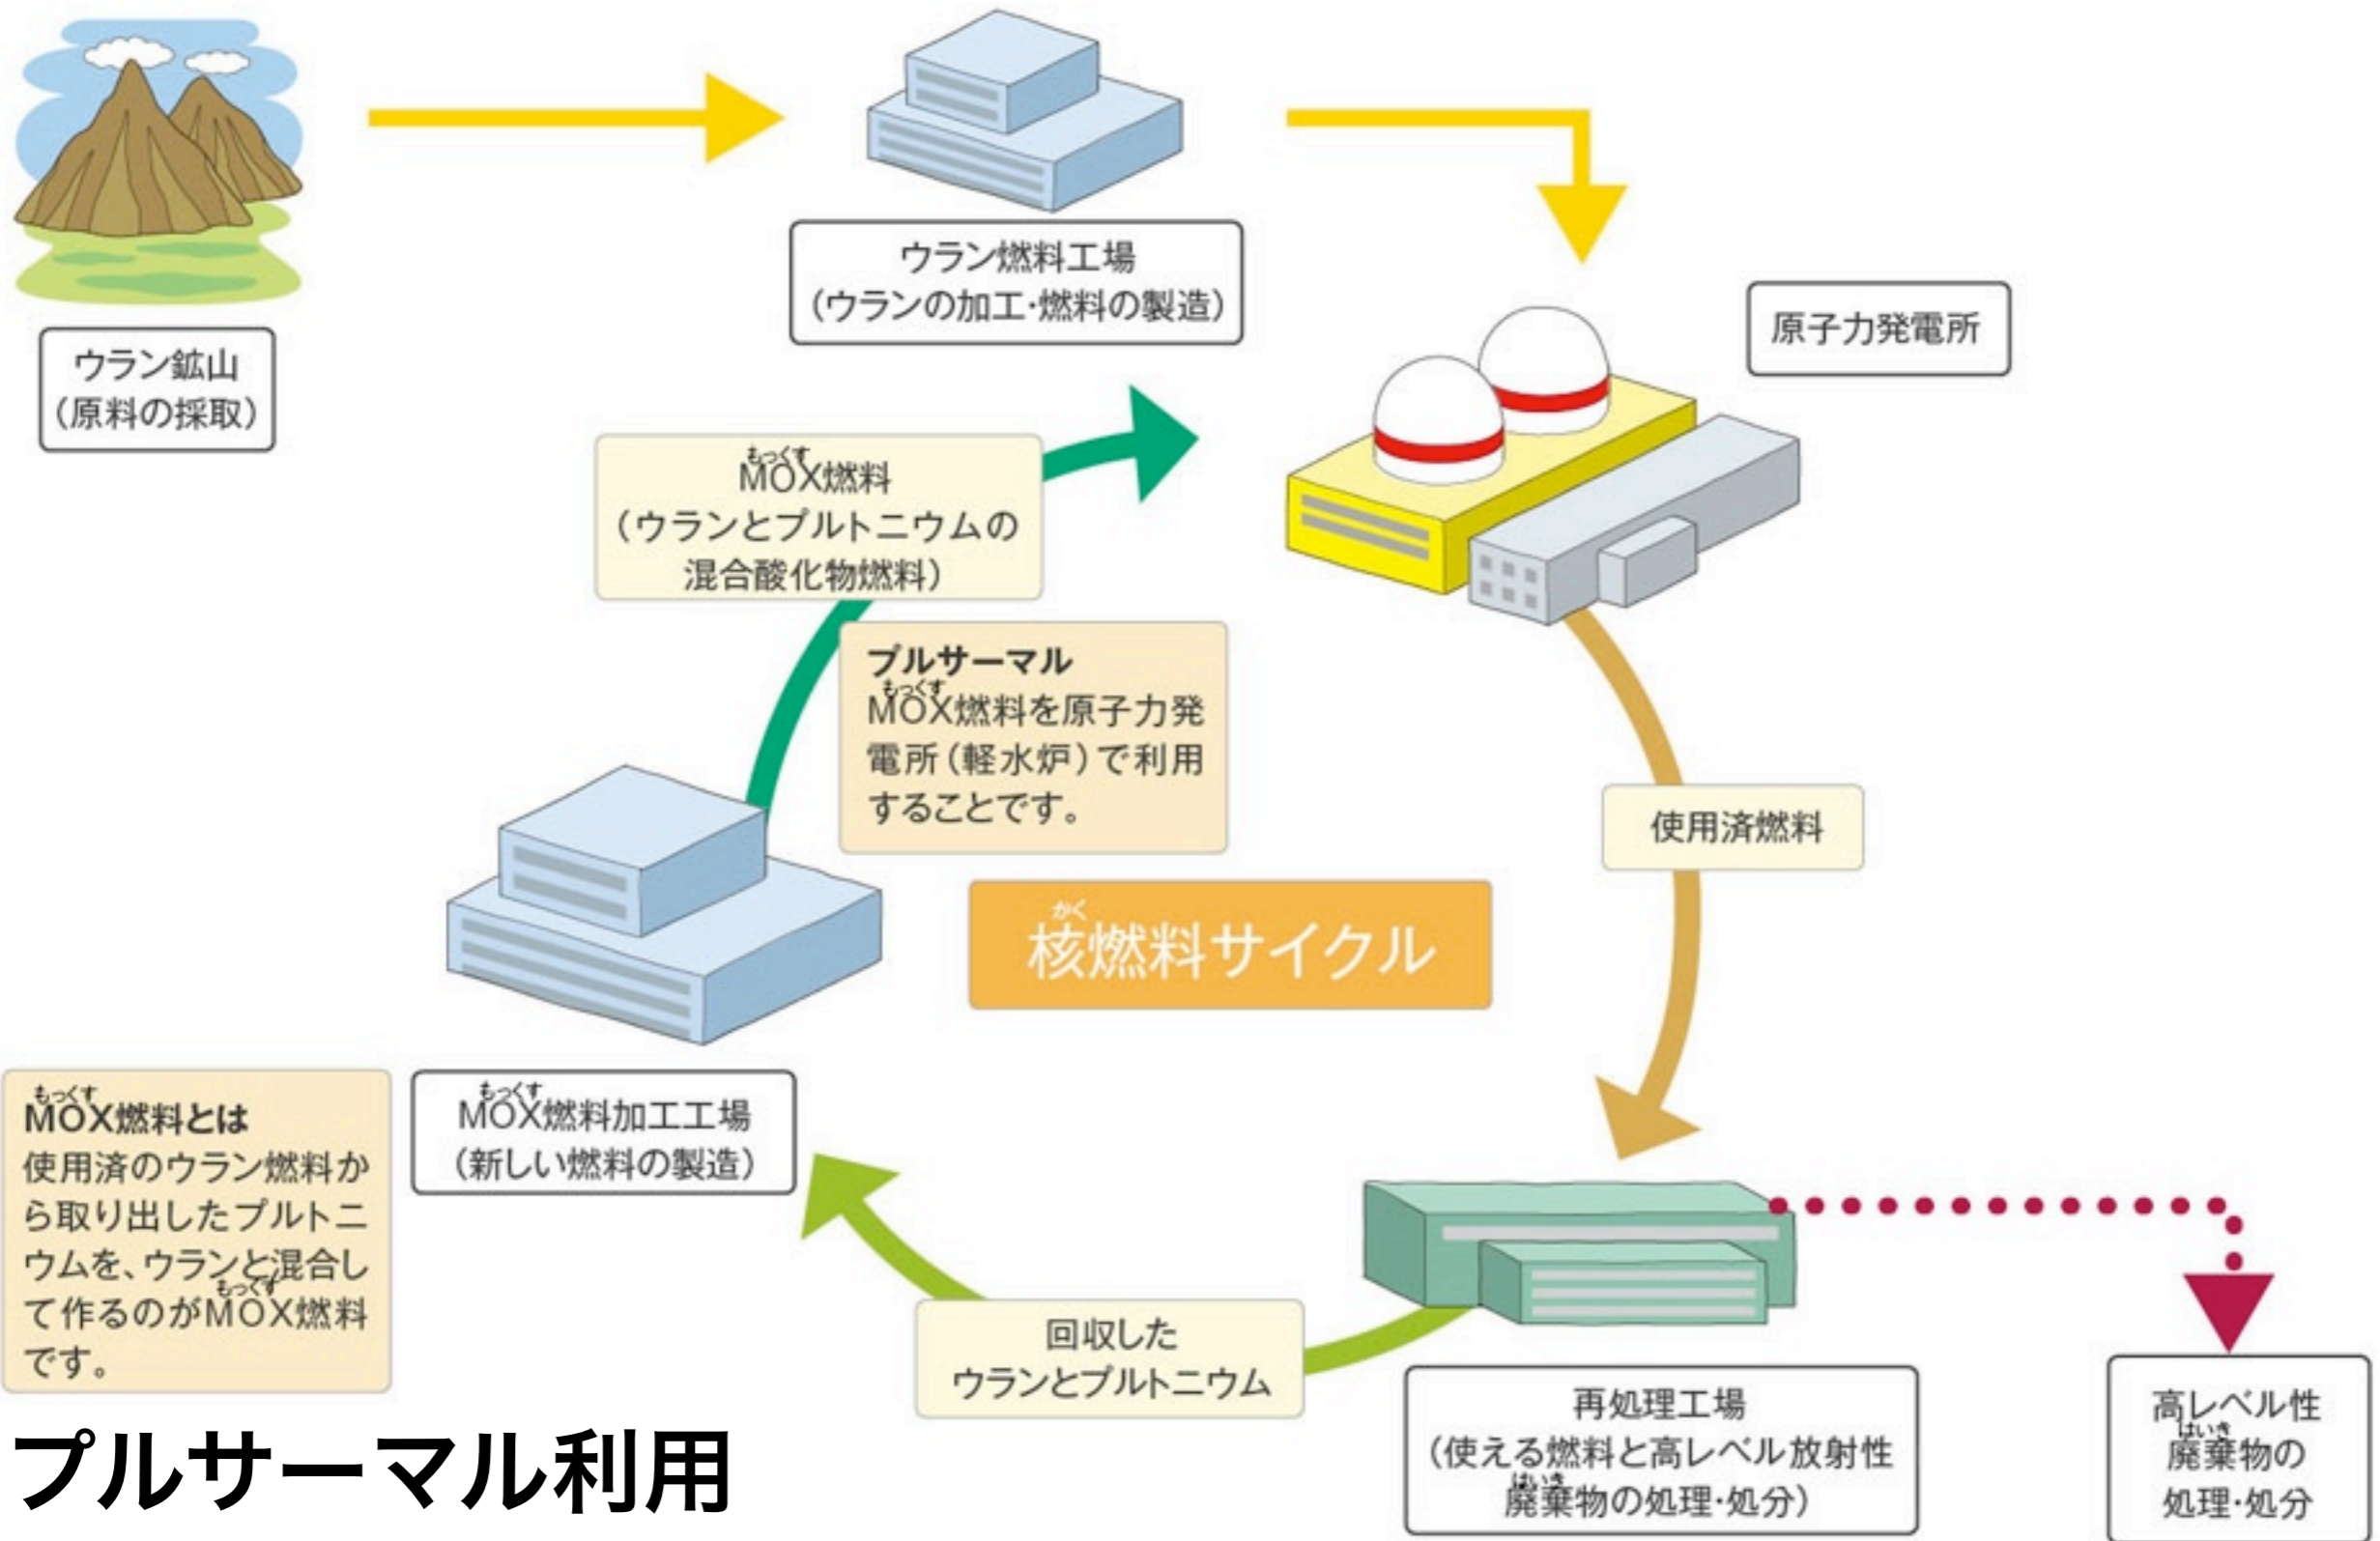 ウラン鉱山
（原料の採取）
ウラン燃料工場
（ウランの加工・燃料の製造）
原子力発電所
もっくす
MOX燃料
（ウランとプルトニウムの
混合酸化物燃料）
プルサーマル
もっくす
MOX燃料を原子力発
電所（軽水炉）で利用
することです。
使用済燃料
かく
核燃料サイクル
もっくす
MOX燃料とは
使用済のウラン燃料か
ら取り出したプルトニ
ウムを、ウランと混合し
もっくす
て作るのがMOX燃料
です。
もっくす
MOX燃料加工工場
（新しい燃料の製造）
回収した
ウランとプルトニウム
再処理工場
（使える燃料と高レベル放射性
はいき
廃棄物の処理・処分）
高レベル性
はいき
廃棄物の
処理・処分
プルサーマル利用